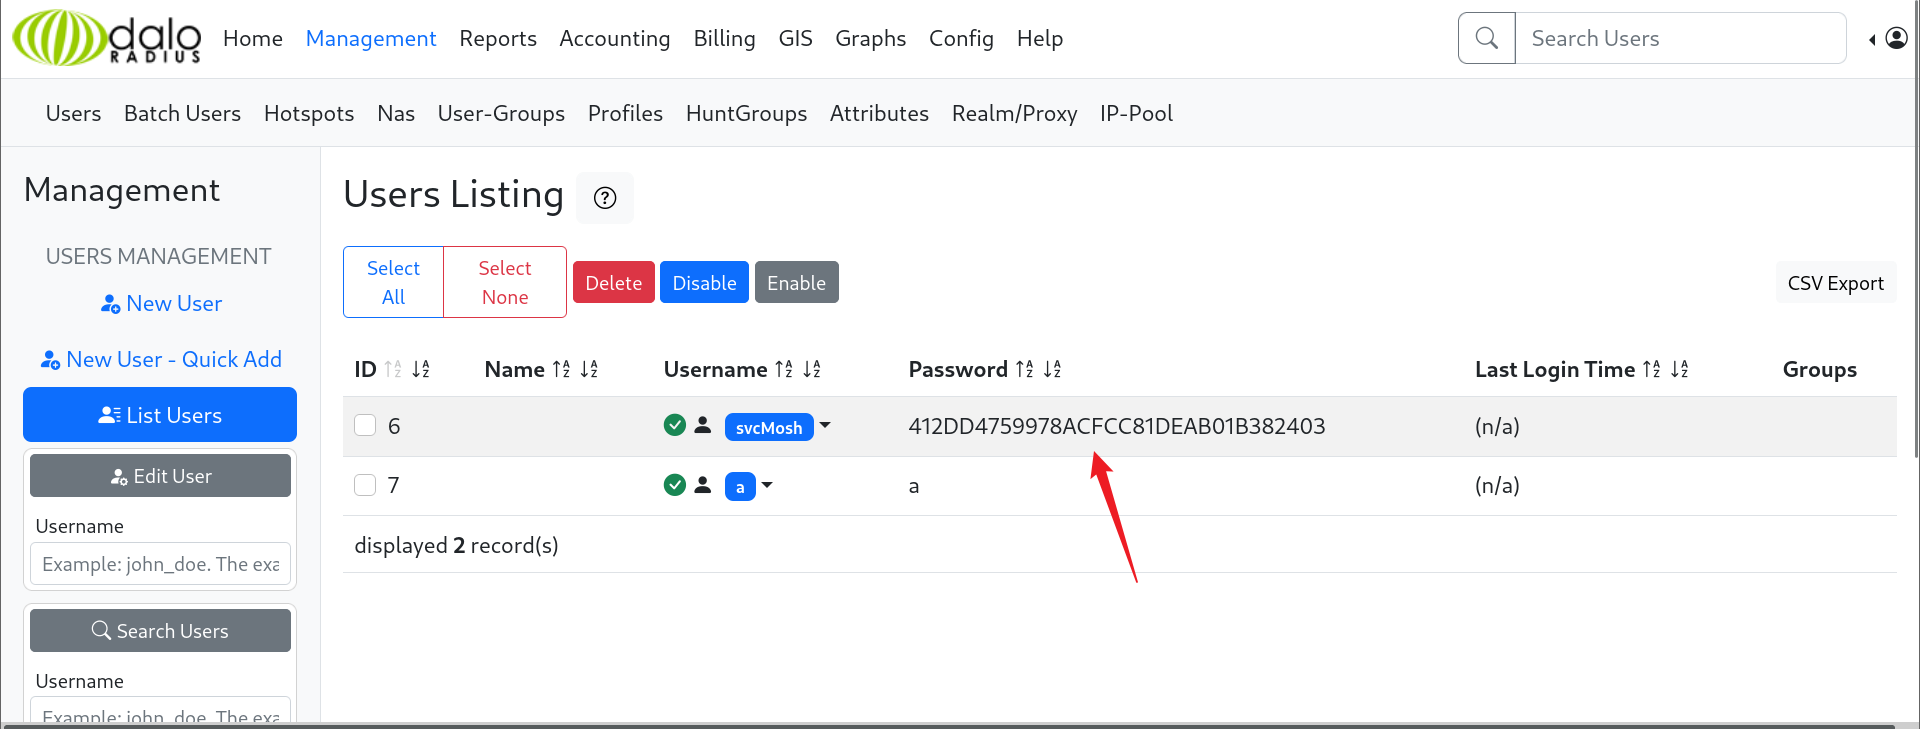 dalo
RADIUS
Home Management Reports Accounting Billing GIS Graphs Config Help
Search Users
Users Batch Users Hotspots Nas User-Groups Profiles HuntGroups Attributes Realm/Proxy IP-Pool
Management
USERS MANAGEMENT
New User
New User - Quick Add
List Users
Edit User
Username
Example: john_doe. The exa
Search Users
Username
Example: john_doe. The exa
Users Listing
Select All
Select None
Delete
Disable
Enable
CSV Export
ID Name Username Password Last Login Time Groups
6 svcMosh 412DD4759978ACFCC81DEAB01B382403 (n/a)
7 a a (n/a)
displayed 2 record(s)